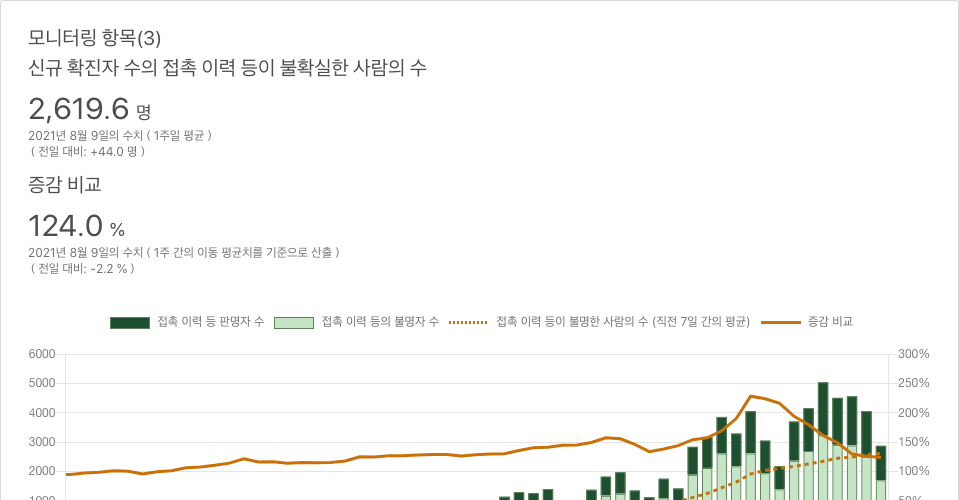 모니터링 항목(3)
신규 확진자 수의 접촉 이력 등이 불확실한 사람의 수
2,619.6 명
2021년 8월 9일의 수치 ( 1주일 평균 )
( 전일 대비: +44.0 명 )
증감 비교
124.0 %
2021년 8월 9일의 수치 ( 1주 간의 이동 평균치를 기준으로 산출 )
( 전일 대비: -2.2 % )
접촉 이력 등 판명자 수 접촉 이력 등의 불명자 수 접촉 이력 등이 불명한 사람의 수 (직전 7일 간의 평균) 증감 비교
6000 300%
5000 250%
4000 200%
3000 150%
2000 100%
1000 50%